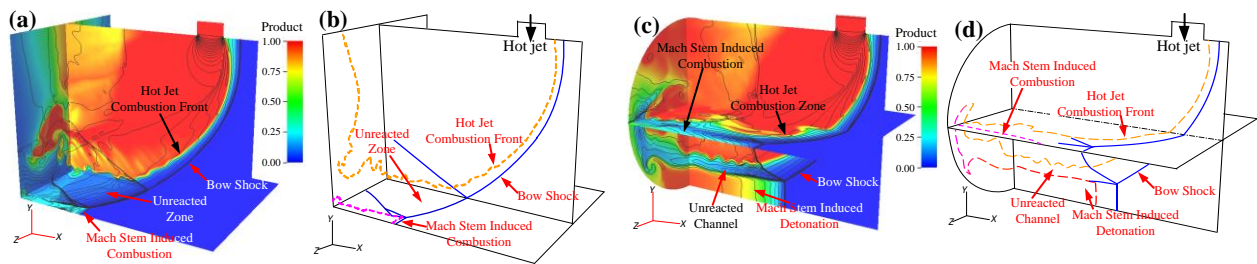 (a)
Product
1.00
0.75
0.50
0.25
0.00
Hot Jet
Combustion Front
Bow Shock
Unreacted
Zone
Mach Stem Induced
Combustion
Y
Z
X
(b)
Hot jet
Unreacted
Zone
Hot Jet
Combustion Front
Bow Shock
Mach Stem Induced
Combustion
Y
Z
X
(c)
Product
1.00
0.75
0.50
0.25
0.00
Mach Stem Induced
Combustion
Hot Jet
Combustion Zone
Bow Shock
Unreacted
Channel
Mach Stem Induced
Detonation
Y
Z
X
(d)
Hot jet
Mach Stem Induced
Combustion
Hot Jet
Combustion Front
Bow Shock
Unreacted
Channel
Mach Stem Induced
Detonation
Y
Z
X